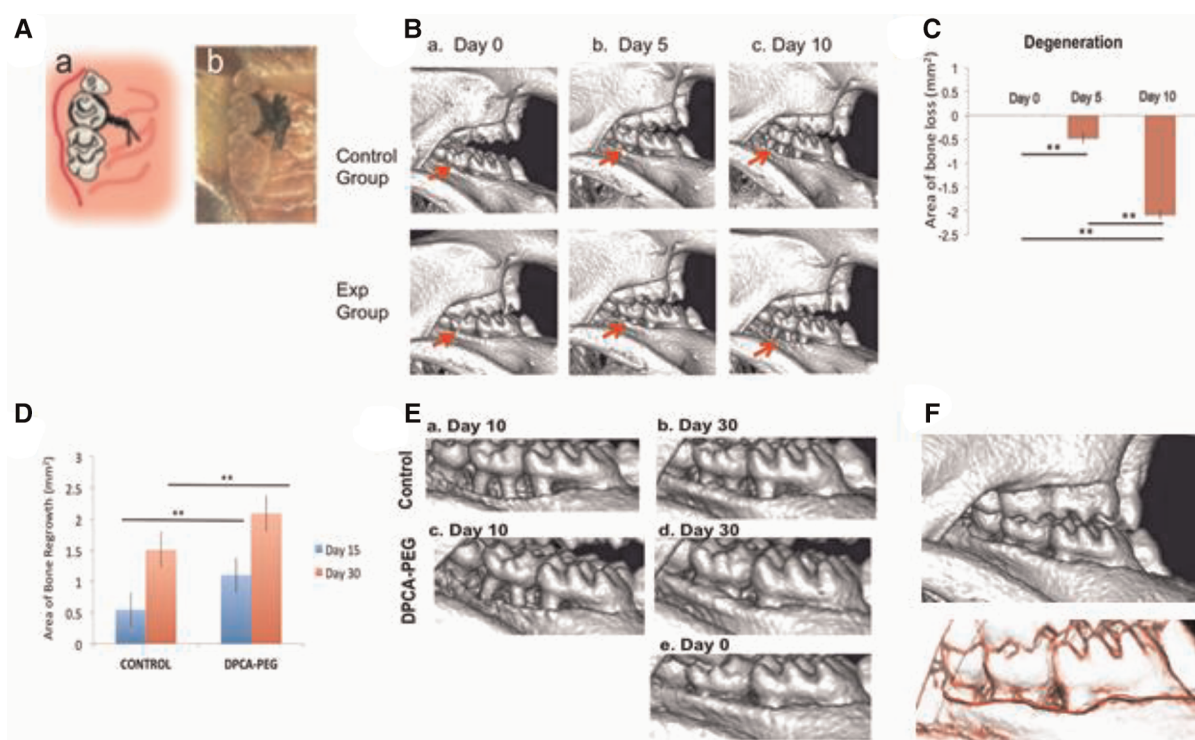 A
a
b
B
a. Day 0
b. Day 5
c. Day 10
Control
Group
Exp
Group
C
Degeneration
Area of bone loss (mm²)
1
0.5
0
-0.5
-1
-1.5
-2
-2.5
Day 0
Day 5
Day 10
**
**
**
D
Area of Bone Regrowth (mm²)
3
2.5
2
1.5
1
0.5
0
**
**
CONTROL
DPCA-PEG
Day 15
Day 30
E
Control
a. Day 10
b. Day 30
DPCA-PEG
c. Day 10
d. Day 30
e. Day 0
F